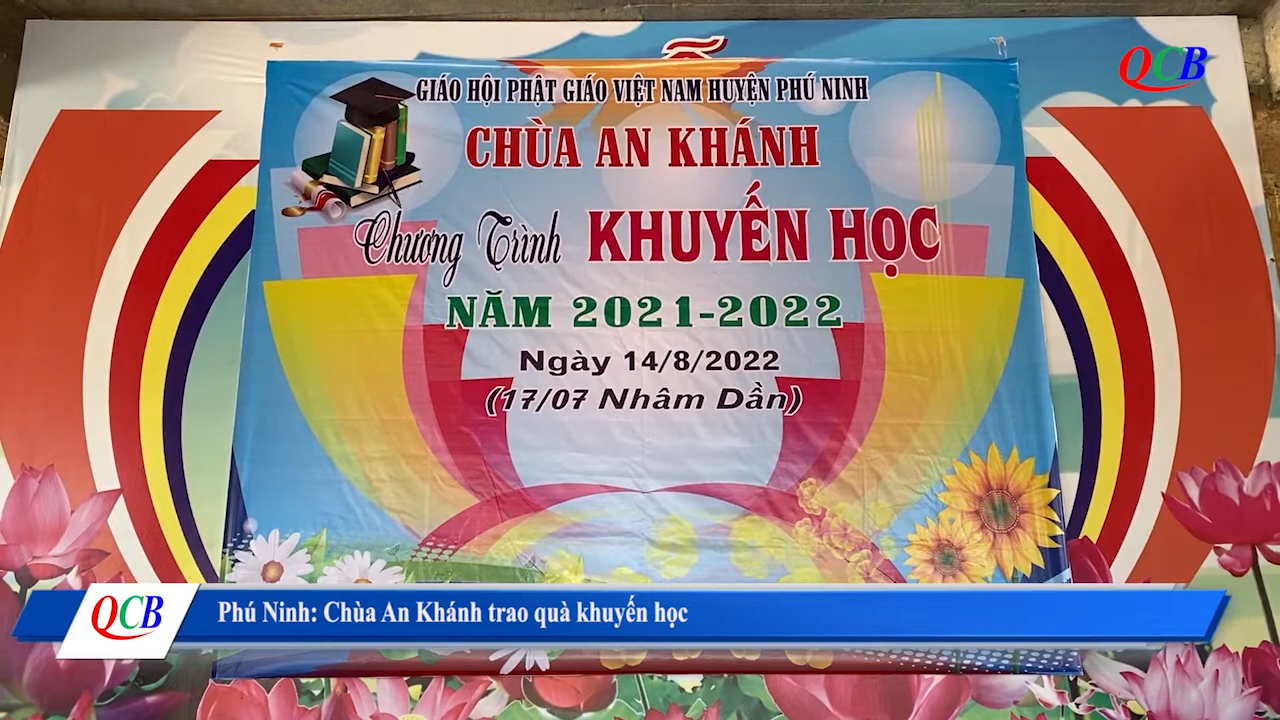 QCB
GIÁO HỘI PHẬT GIÁO VIỆT NAM HUYỆN PHÚ NINH
CHÙA AN KHÁNH
Chương Trình KHUYẾN HỌC
NĂM 2021-2022
Ngày 14/8/2022
(17/07 Nhâm Dần)
QCB Phú Ninh: Chùa An Khánh trao quà khuyến học